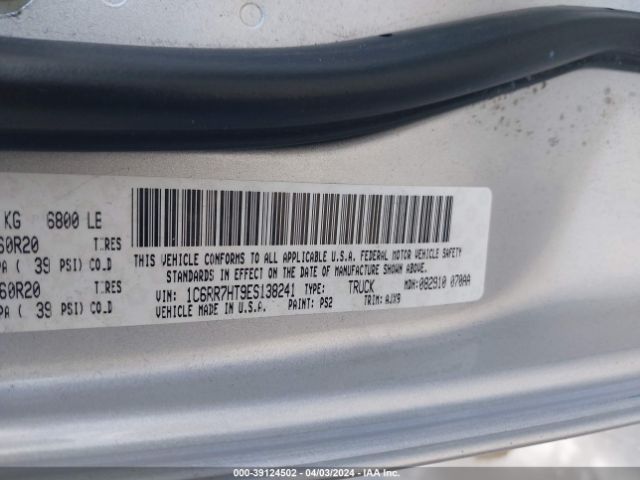 KG 6800 LB
60R20 TIRES
PA ( 39 PSI) COLD
60R20 TIRES
PA ( 39 PSI) COLD
THIS VEHICLE CONFORMS TO ALL APPLICABLE U.S.A. FEDERAL MOTOR VEHICLE SAFETY
STANDARDS IN EFFECT ON THE DATE OF MANUFACTURE SHOWN ABOVE.
VIN: 1C6RR7HT9ES138241 TYPE: TRUCK MDH: 082910 070AA
VEHICLE MADE IN U.S.A. PAINT: PS2 TRIM: AJX9
000-39124502 - 04/03/2024 - IAA Inc.